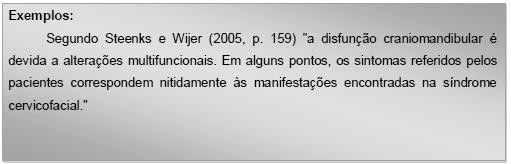 Exemplos:
Segundo Steenks e Wijer (2005, p. 159) "a disfunção craniomandibular é
devida a alterações multifuncionais. Em alguns pontos, os sintomas referidos pelos
pacientes correspondem nitidamente às manifestações encontradas na síndrome
cervicofacial."